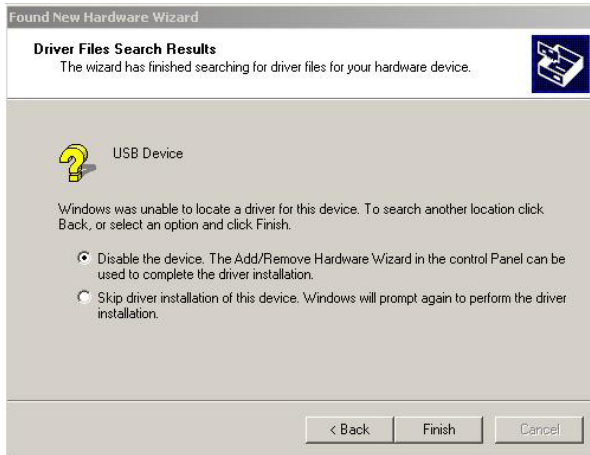 Found New Hardware Wizard
Driver Files Search Results
The wizard has finished searching for driver files for your hardware device.
USB Device
Windows was unable to locate a driver for this device. To search another location click
Back, or select an option and click Finish.
Disable the device. The Add/Remove Hardware Wizard in the control Panel can be
used to complete the driver installation.
Skip driver installation of this device. Windows will prompt again to perform the driver
installation.
< Back
Finish
Cancel